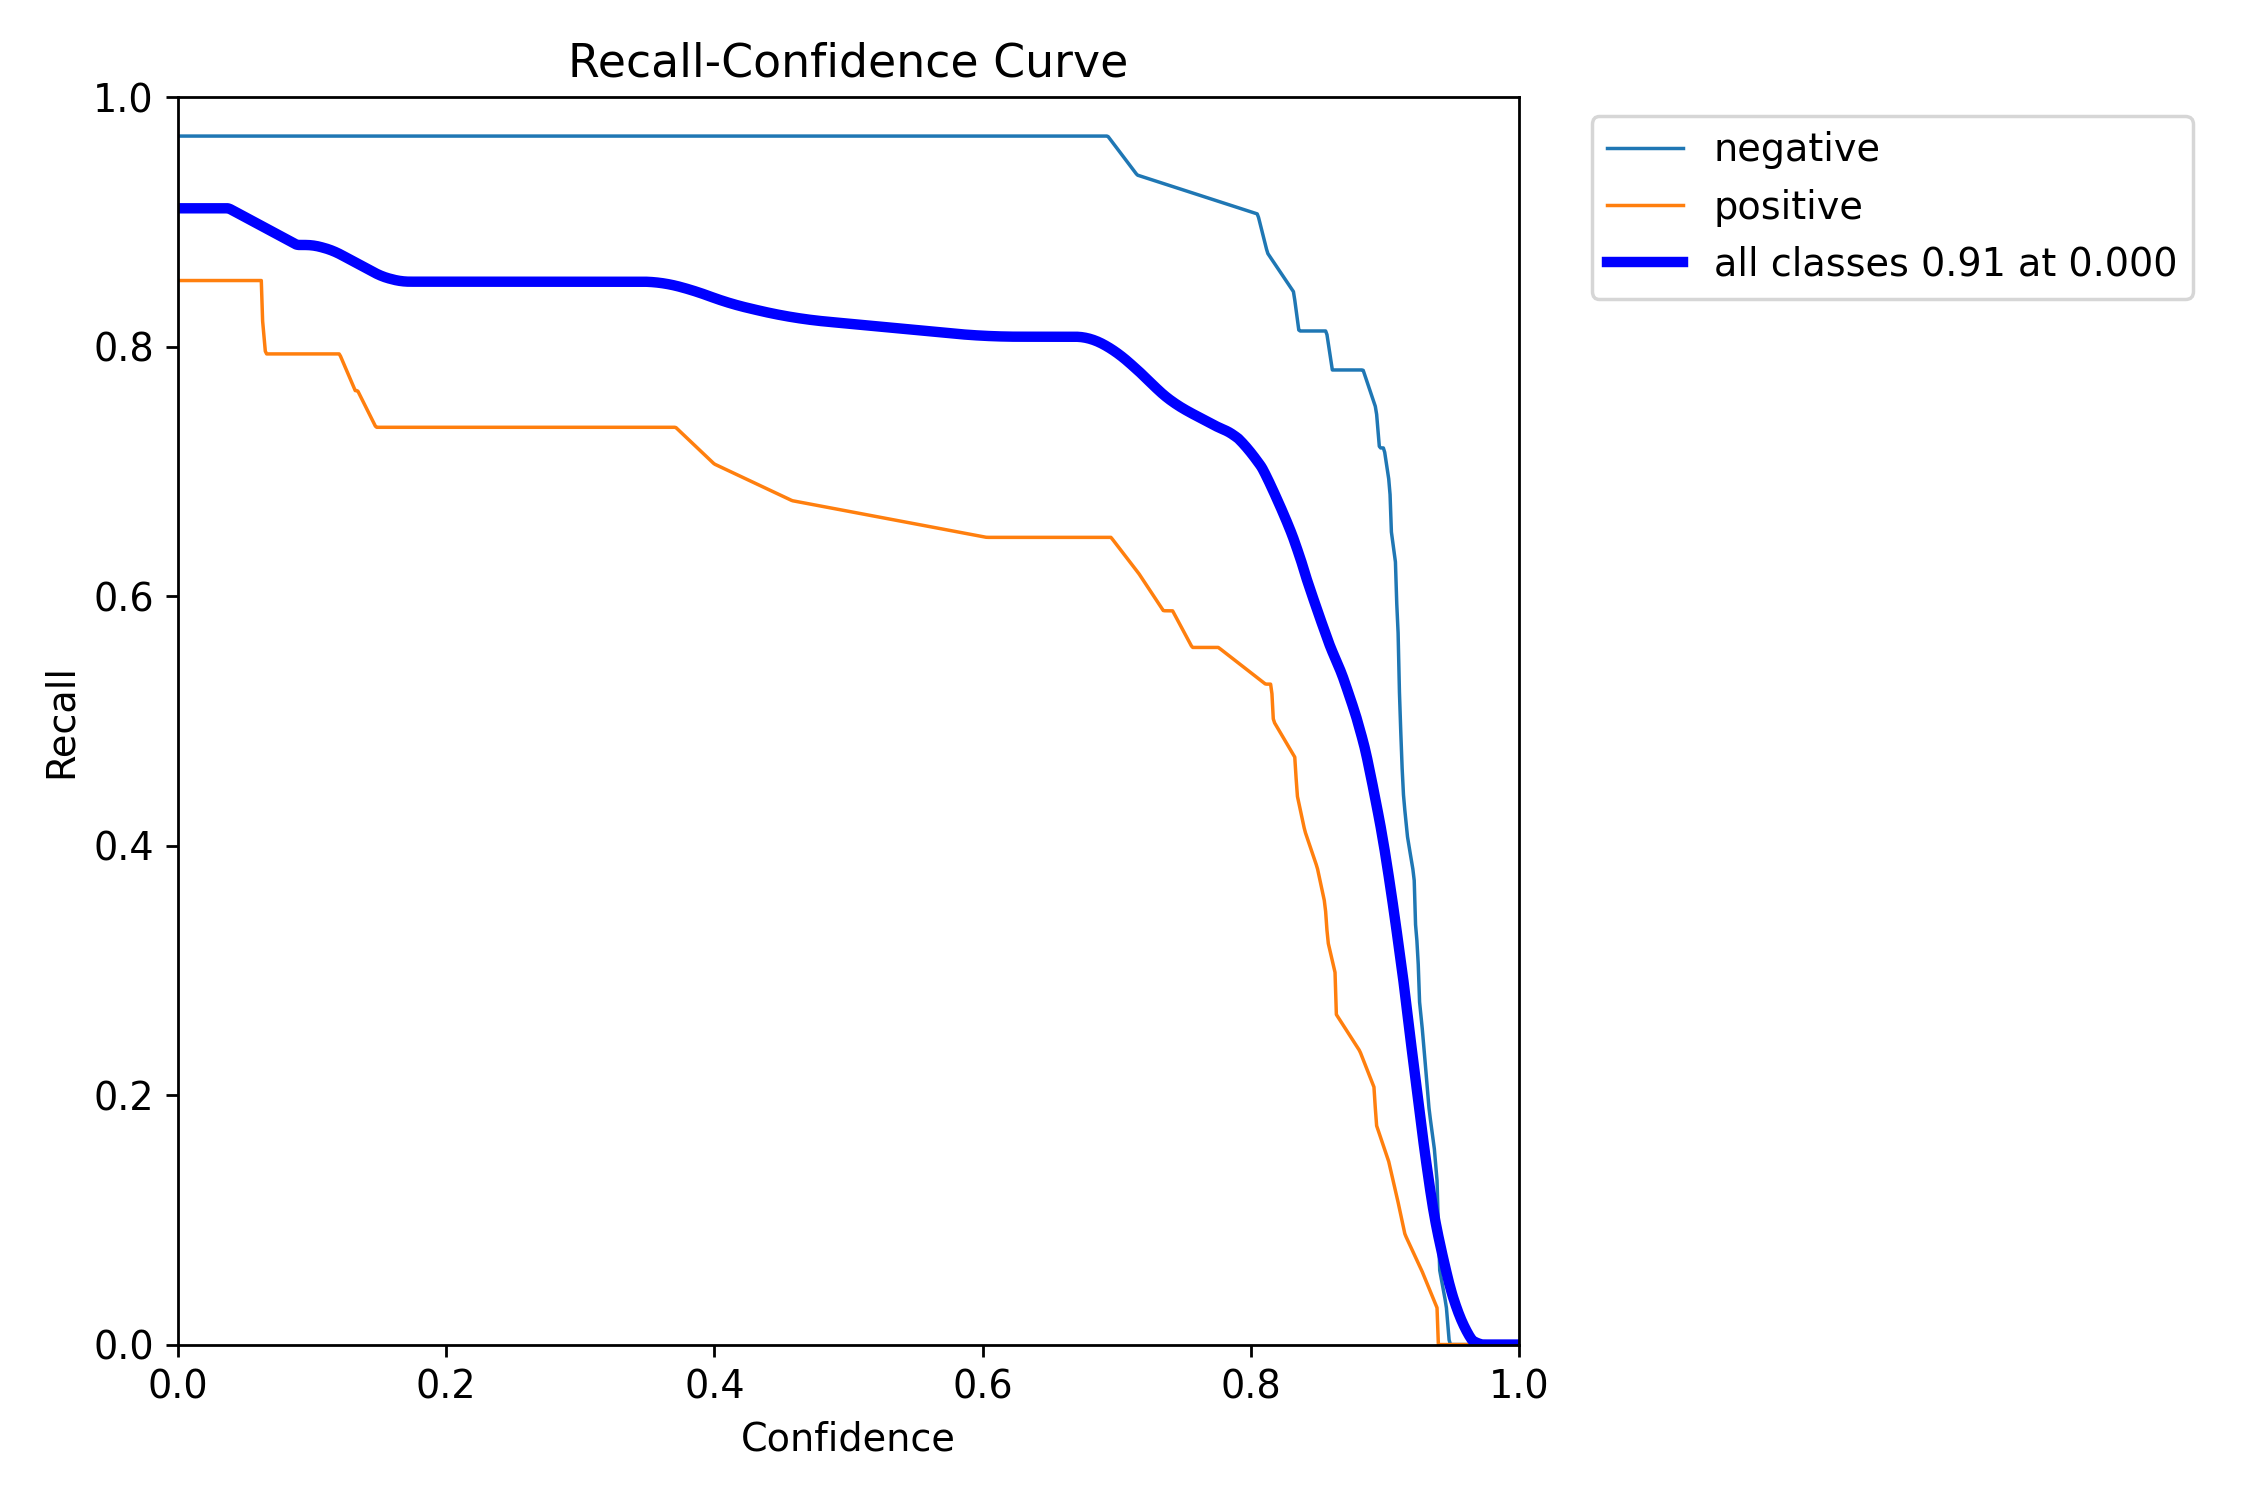 Recall-Confidence Curve
negative
positive
all classes 0.91 at 0.000
1.0
0.8
0.6
0.4
0.2
0.0
Recall
0.0 0.2 0.4 0.6 0.8 1.0
Confidence